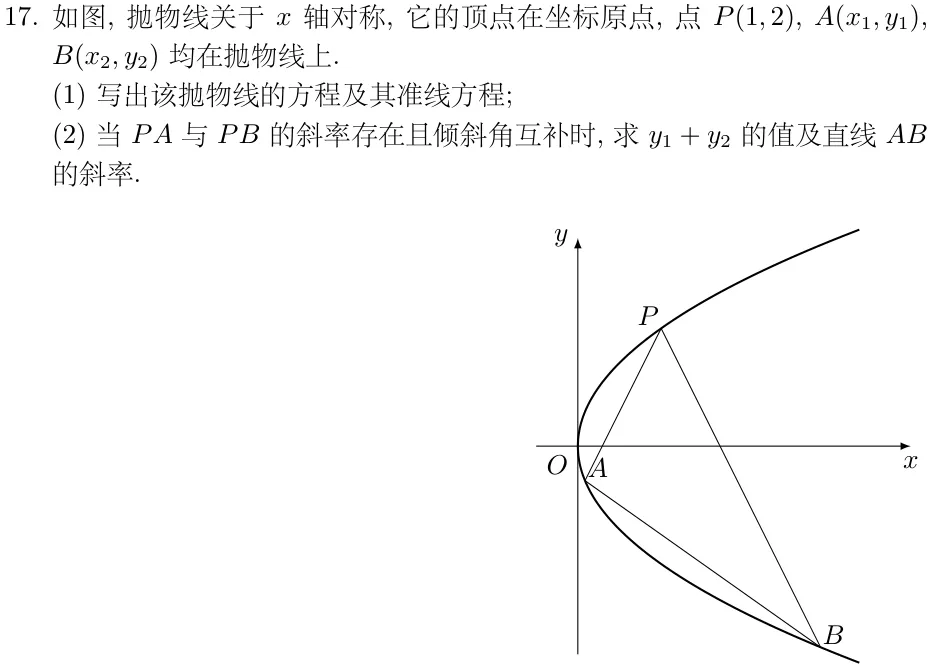 17. 如图, 抛物线关于 x 轴对称, 它的顶点在坐标原点, 点 P(1,2), A(x₁,y₁),
B(x₂,y₂) 均在抛物线上.
(1) 写出该抛物线的方程及其准线方程;
(2) 当 PA 与 PB 的斜率存在且倾斜角互补时, 求 y₁ + y₂ 的值及直线 AB
的斜率.
y
P
O
A
x
B